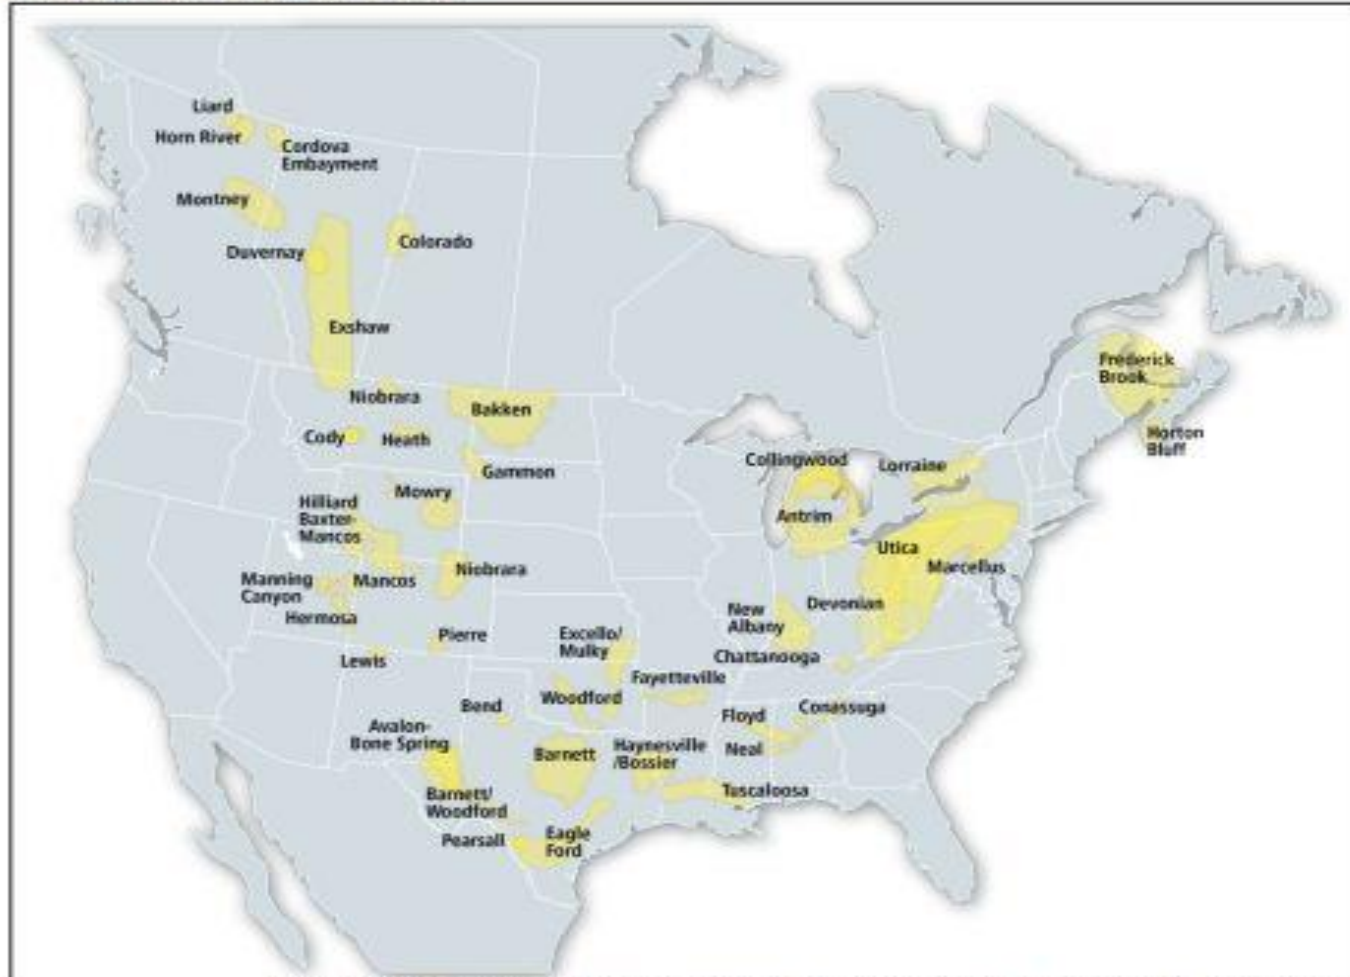 Liard
Horn River
Cordova
Embayment
Montney
Duvernay
Colorado
Exshaw
Niobrara
Bakken
Cody
Heath
Gammon
Mowry
Hilliard
Baxter-
Mancos
Manning
Canyon
Mancos
Niobrara
Hermosa
Pierre
Lewis
Excello/
Mulky
Fayetteville
Woodford
Bend
Avalon-
Bone Spring
Barnett
Haynesville
/Bossier
Barnett/
Woodford
Pearsall
Eagle
Ford
Tuscaloosa
Floyd
Neal
Conassuga
Chattanooga
New
Albany
Devonian
Marcellus
Utica
Antrim
Collingwood
Lorraine
Frederick
Brook
Horton
Bluff